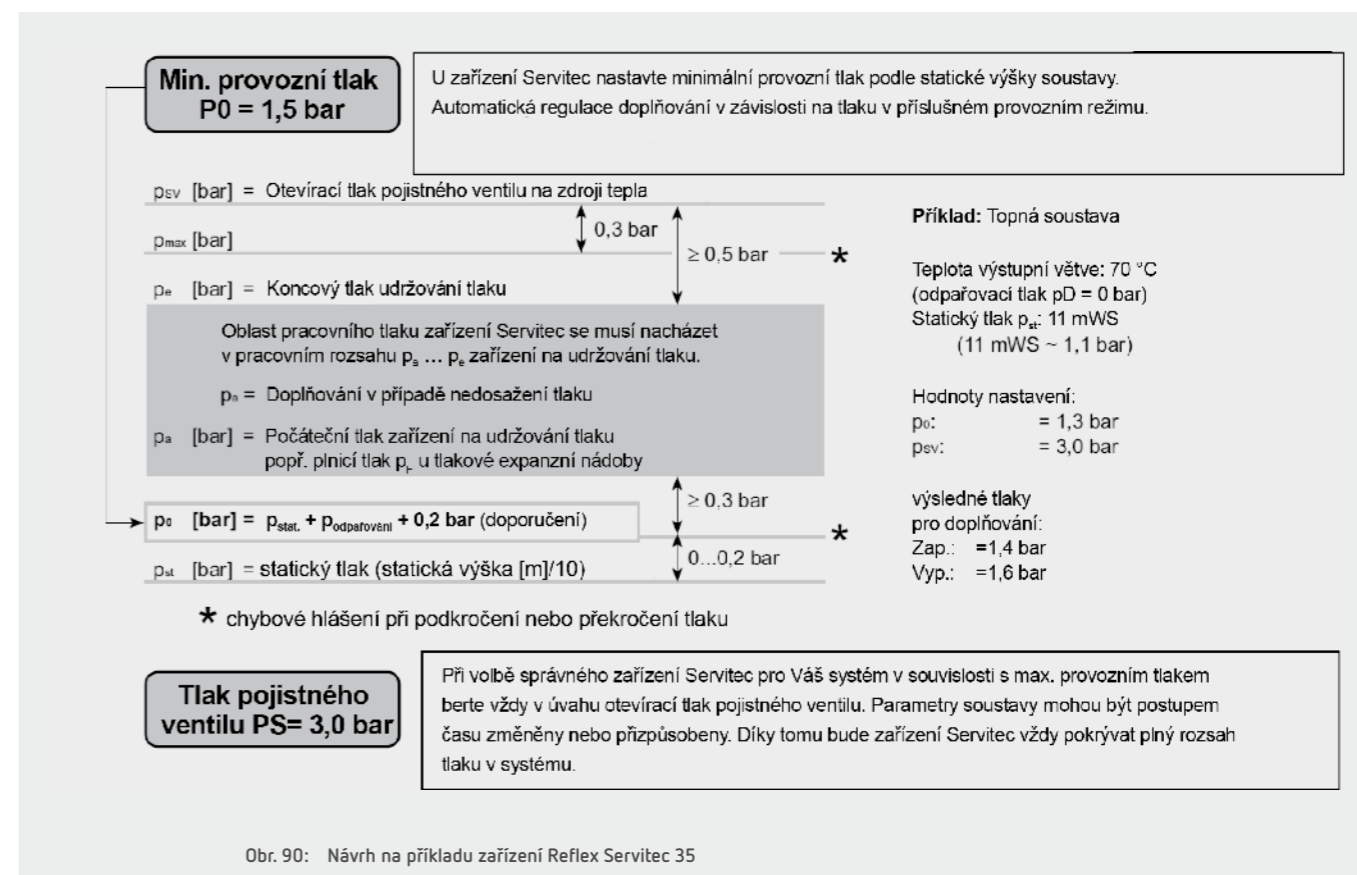 Min. provozní tlak
P0 = 1,5 bar
U zařízení Servitec nastavte minimální provozní tlak podle statické výšky soustavy.
Automatická regulace doplňování v závislosti na tlaku v příslušném provozním režimu.
psv [bar] = Otevírací tlak pojistného ventilu na zdroji tepla
0,3 bar
pmax [bar]
≥ 0,5 bar
*
pe [bar] = Koncový tlak udržování tlaku
Oblast pracovního tlaku zařízení Servitec se musí nacházet
v pracovním rozsahu pa … pe zařízení na udržování tlaku.
pa = Doplňování v případě nedosažení tlaku
pa [bar] = Počáteční tlak zařízení na udržování tlaku
popř. plnicí tlak pF u tlakové expanzní nádoby
≥ 0,3 bar
p0 [bar] = pstat. + podpařování + 0,2 bar (doporučení)
*
0...0,2 bar
pst [bar] = statický tlak (statická výška [m]/10)
* chybové hlášení při podkročení nebo překročení tlaku
Příklad: Topná soustava
Teplota výstupní větve: 70 °C
(odpařovací tlak pD = 0 bar)
Statický tlak pst: 11 mWS
(11 mWS ~ 1,1 bar)
Hodnoty nastavení:
p0: = 1,3 bar
psv: = 3,0 bar
výsledné tlaky
pro doplňování:
Zap.: =1,4 bar
Vyp.: =1,6 bar
Tlak pojistného
ventilu PS= 3,0 bar
Při volbě správného zařízení Servitec pro Váš systém v souvislosti s max. provozním tlakem
berte vždy v úvahu otevírací tlak pojistného ventilu. Parametry soustavy mohou být postupem
času změněny nebo přizpůsobeny. Díky tomu bude zařízení Servitec vždy pokrývat plný rozsah
tlaku v systému.
Obr. 90: Návrh na příkladu zařízení Reflex Servitec 35